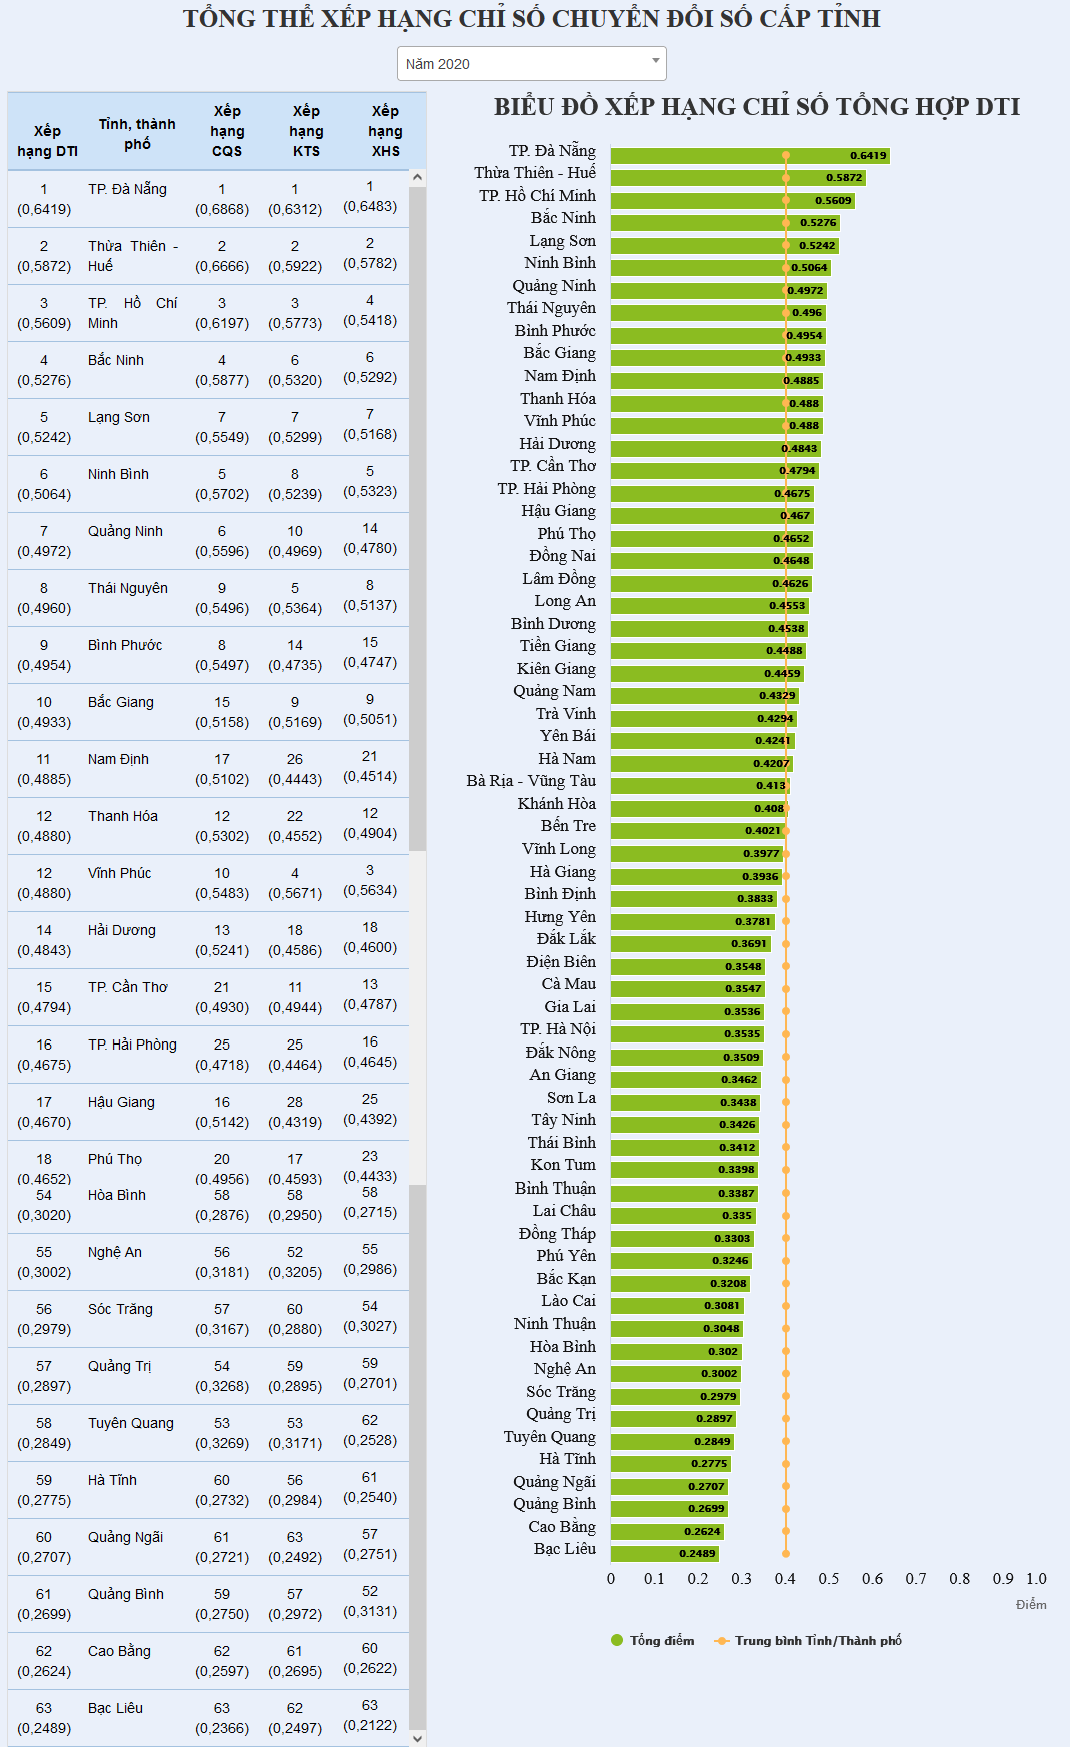 TỔNG THỂ XẾP HẠNG CHỈ SỐ CHUYỂN ĐỔI SỐ CẤP TỈNH
Năm 2020
Xếp hạng DTI Tỉnh, thành phố Xếp hạng CQS Xếp hạng KTS Xếp hạng XHS
1 (0,6419) TP. Đà Nẵng 1 (0,6868) 1 (0,6312) 1 (0,6483)
2 (0,5872) Thừa Thiên - Huế 2 (0,6666) 2 (0,5922) 2 (0,5782)
3 (0,5609) TP. Hồ Chí Minh 3 (0,6197) 3 (0,5773) 4 (0,5418)
4 (0,5276) Bắc Ninh 4 (0,5877) 6 (0,5320) 6 (0,5292)
5 (0,5242) Lạng Sơn 7 (0,5549) 7 (0,5299) 7 (0,5168)
6 (0,5064) Ninh Bình 5 (0,5702) 8 (0,5239) 5 (0,5323)
7 (0,4972) Quảng Ninh 6 (0,5596) 10 (0,4969) 14 (0,4780)
8 (0,4960) Thái Nguyên 9 (0,5496) 5 (0,5364) 8 (0,5137)
9 (0,4954) Bình Phước 8 (0,5497) 14 (0,4735) 15 (0,4747)
10 (0,4933) Bắc Giang 15 (0,5158) 9 (0,5169) 9 (0,5051)
11 (0,4885) Nam Định 17 (0,5102) 26 (0,4443) 21 (0,4514)
12 (0,4880) Thanh Hóa 12 (0,5302) 22 (0,4552) 12 (0,4904)
12 (0,4880) Vĩnh Phúc 10 (0,5483) 4 (0,5671) 3 (0,5634)
14 (0,4843) Hải Dương 13 (0,5241) 18 (0,4586) 18 (0,4600)
15 (0,4794) TP. Cần Thơ 21 (0,4930) 11 (0,4944) 13 (0,4787)
16 (0,4675) TP. Hải Phòng 25 (0,4718) 25 (0,4464) 16 (0,4645)
17 (0,4670) Hậu Giang 16 (0,5142) 28 (0,4319) 25 (0,4392)
18 (0,4652) Phú Thọ 20 (0,4956) 17 (0,4593) 23 (0,4433)
54 (0,3020) Hòa Bình 58 (0,2876) 58 (0,2950) 58 (0,2715)
55 (0,3002) Nghệ An 56 (0,3181) 52 (0,3205) 55 (0,2986)
56 (0,2979) Sóc Trăng 57 (0,3167) 60 (0,2880) 54 (0,3027)
57 (0,2897) Quảng Trị 54 (0,3268) 59 (0,2895) 59 (0,2701)
58 (0,2849) Tuyên Quang 53 (0,3269) 53 (0,3171) 62 (0,2528)
59 (0,2775) Hà Tĩnh 60 (0,2732) 56 (0,2984) 61 (0,2540)
60 (0,2707) Quảng Ngãi 61 (0,2721) 63 (0,2492) 57 (0,2751)
61 (0,2699) Quảng Bình 59 (0,2750) 57 (0,2972) 52 (0,3131)
62 (0,2624) Cao Bằng 62 (0,2597) 61 (0,2695) 60 (0,2622)
63 (0,2489) Bạc Liêu 63 (0,2366) 62 (0,2497) 63 (0,2122)
BIỂU ĐỒ XẾP HẠNG CHỈ SỐ TỔNG HỢP DTI
TP. Đà Nẵng 0.6419
Thừa Thiên - Huế 0.5872
TP. Hồ Chí Minh 0.5609
Bắc Ninh 0.5276
Lạng Sơn 0.5242
Ninh Bình 0.5064
Quảng Ninh 0.4972
Thái Nguyên 0.496
Bình Phước 0.4954
Bắc Giang 0.4933
Nam Định 0.4885
Thanh Hóa 0.488
Vĩnh Phúc 0.488
Hải Dương 0.4843
TP. Cần Thơ 0.4794
TP. Hải Phòng 0.4675
Hậu Giang 0.467
Phú Thọ 0.4652
Đồng Nai 0.4648
Lâm Đồng 0.4626
Long An 0.4553
Bình Dương 0.4538
Tiền Giang 0.4488
Kiên Giang 0.4459
Quảng Nam 0.4329
Trà Vinh 0.4294
Yên Bái 0.4241
Hà Nam 0.4207
Bà Rịa - Vũng Tàu 0.413
Khánh Hòa 0.408
Bến Tre 0.4021
Vĩnh Long 0.3977
Hà Giang 0.3936
Bình Định 0.3833
Hưng Yên 0.3781
Đắk Lắk 0.3691
Điện Biên 0.3548
Cà Mau 0.3547
Gia Lai 0.3536
TP. Hà Nội 0.3535
Đắk Nông 0.3509
An Giang 0.3462
Sơn La 0.3438
Tây Ninh 0.3426
Thái Bình 0.3412
Kon Tum 0.3398
Bình Thuận 0.3387
Lai Châu 0.335
Đồng Tháp 0.3303
Phú Yên 0.3246
Bắc Kạn 0.3208
Lào Cai 0.3081
Ninh Thuận 0.3048
Hòa Bình 0.302
Nghệ An 0.3002
Sóc Trăng 0.2979
Quảng Trị 0.2897
Tuyên Quang 0.2849
Hà Tĩnh 0.2775
Quảng Ngãi 0.2707
Quảng Bình 0.2699
Cao Bằng 0.2624
Bạc Liêu 0.2489
0 0.1 0.2 0.3 0.4 0.5 0.6 0.7 0.8 0.9 1.0
Điểm
Tổng điểm Trung bình Tỉnh/Thành phố